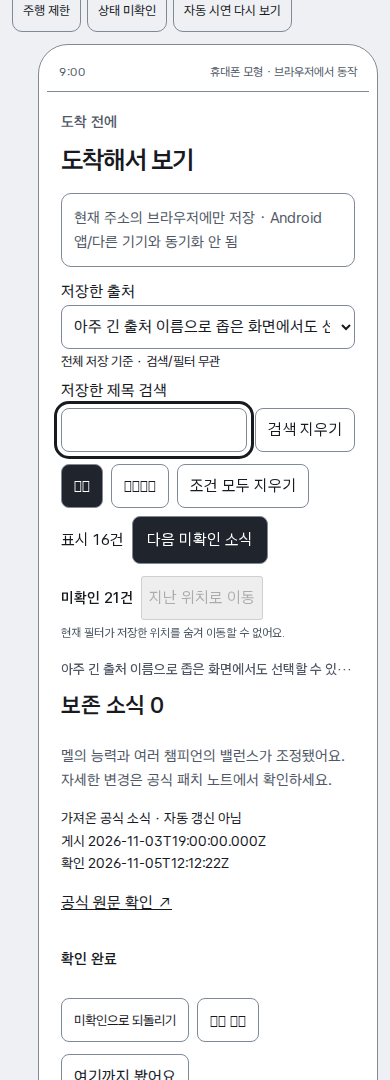 주행 제한 상태 미확인 자동 시연 다시 보기
9:00 휴대폰 모형 · 브라우저에서 동작
도착 전에
도착해서 보기
현재 주소의 브라우저에만 저장 · Android
앱/다른 기기와 동기화 안 됨
저장한 출처
아주 긴 출처 이름으로 좁은 화면에서도
전체 저장 기준 · 검색/필터 무관
저장한 제목 검색
검색 지우기
조건 모두 지우기
표시 16건 다음 미확인 소식
미확인 21건 지난 위치로 이동
현재 필터가 저장한 위치를 숨겨 이동할 수 없어요.
아주 긴 출처 이름으로 좁은 화면에서도 선택할 수 있…
보존 소식 0
멜의 능력과 여러 챔피언의 밸런스가 조정됐어요.
자세한 변경은 공식 패치 노트에서 확인하세요.
가져온 공식 소식 · 자동 갱신 아님
게시 2026-11-03T19:00:00.000Z
확인 2026-11-05T12:12:22Z
공식 원문 확인 ↗
확인 완료
미확인으로 되돌리기
여기까지 봤어요